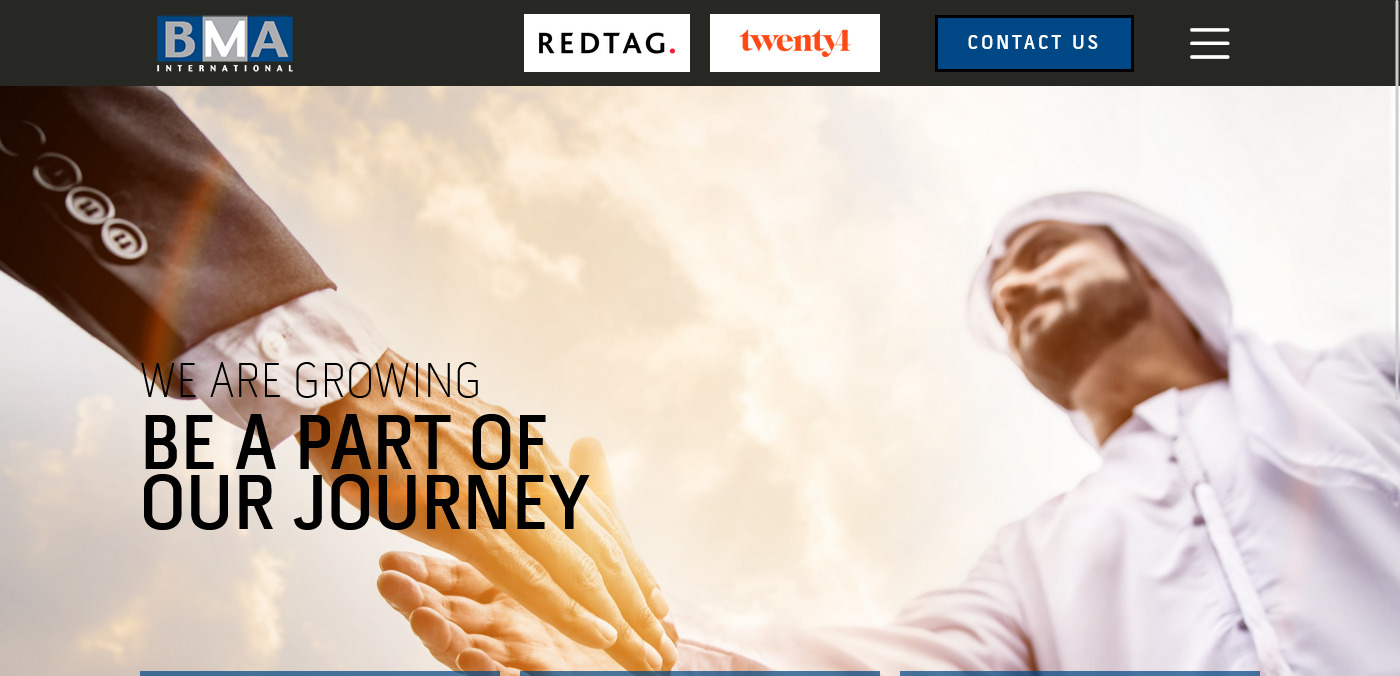 BMA
INTERNATIONAL
REDTAG.
twenty4
CONTACT US
WE ARE GROWING
BE A PART OF
OUR JOURNEY